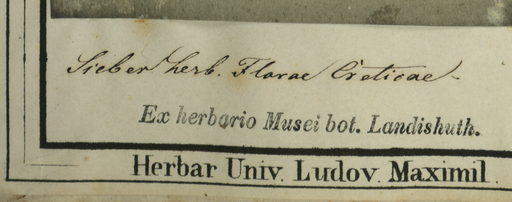 Sieber herb. Florae Creticae.
Ex herbario Musei bot. Landishuth.
Herbar Univ. Ludov. Maximil.